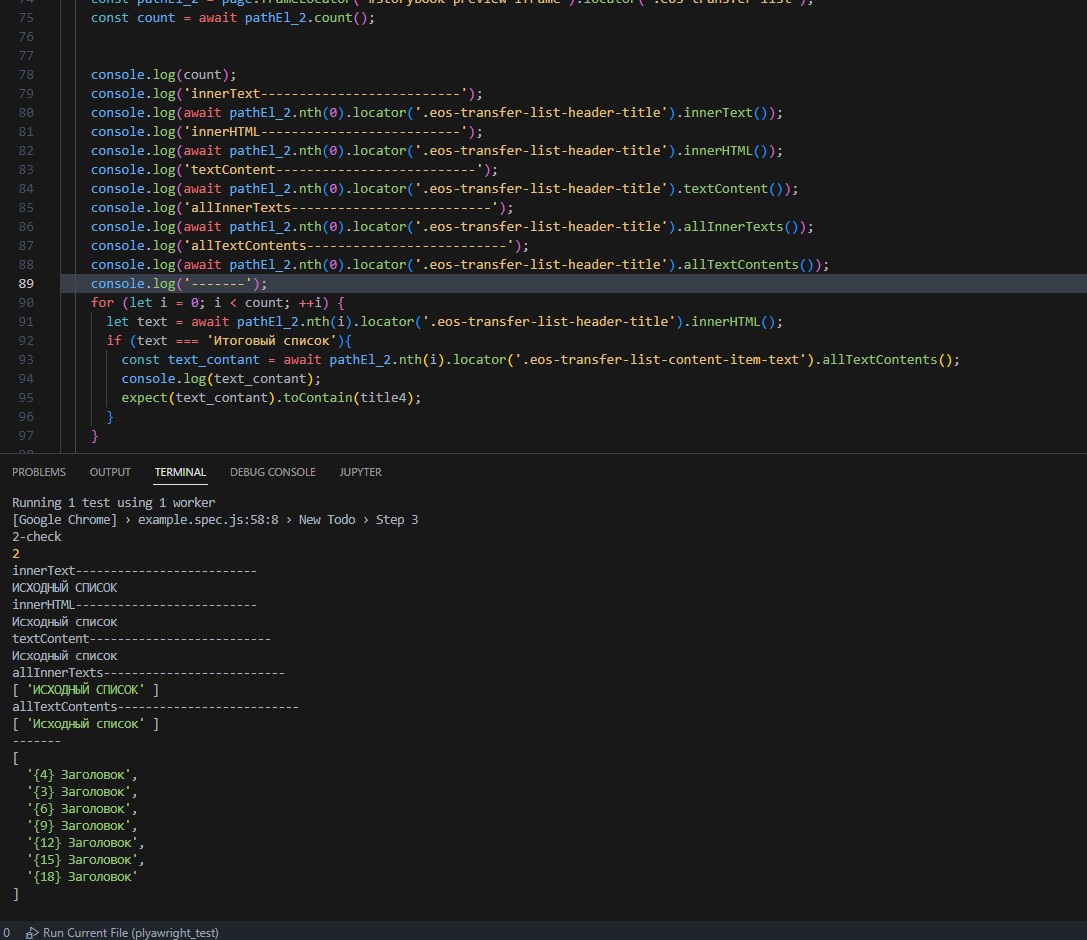 74 const pathEl_2 = page.frameLocator('#storybook-preview-iframe').locator('.eos-transfer-list');
75 const count = await pathEl_2.count();
76
77
78 console.log(count);
79 console.log('innerText--------------------------');
80 console.log(await pathEl_2.nth(0).locator('.eos-transfer-list-header-title').innerText());
81 console.log('innerHTML--------------------------');
82 console.log(await pathEl_2.nth(0).locator('.eos-transfer-list-header-title').innerHTML());
83 console.log('textContent--------------------------');
84 console.log(await pathEl_2.nth(0).locator('.eos-transfer-list-header-title').textContent());
85 console.log('allInnerTexts--------------------------');
86 console.log(await pathEl_2.nth(0).locator('.eos-transfer-list-header-title').allInnerTexts());
87 console.log('allTextContents--------------------------');
88 console.log(await pathEl_2.nth(0).locator('.eos-transfer-list-header-title').allTextContents());
89 console.log('-------');
90 for (let i = 0; i < count; ++i) {
91 let text = await pathEl_2.nth(i).locator('.eos-transfer-list-header-title').innerHTML();
92 if (text === 'Итоговый список'){
93 const text_contant = await pathEl_2.nth(i).locator('.eos-transfer-list-content-item-text').allTextContents();
94 console.log(text_contant);
95 expect(text_contant).toContain(title4);
96 }
97 }
PROBLEMS OUTPUT TERMINAL DEBUG CONSOLE JUPYTER
Running 1 test using 1 worker
[Google Chrome] › example.spec.js:58:8 › New Todo › Step 3
2-check
2
innerText--------------------------
ИСХОДНЫЙ СПИСОК
innerHTML--------------------------
Исходный список
textContent--------------------------
Исходный список
allInnerTexts--------------------------
[ 'ИСХОДНЫЙ СПИСОК' ]
allTextContents--------------------------
[ 'Исходный список' ]
-------
[
'{4} Заголовок',
'{3} Заголовок',
'{6} Заголовок',
'{9} Заголовок',
'{12} Заголовок',
'{15} Заголовок',
'{18} Заголовок'
]
0 Run Current File (plyawright_test)